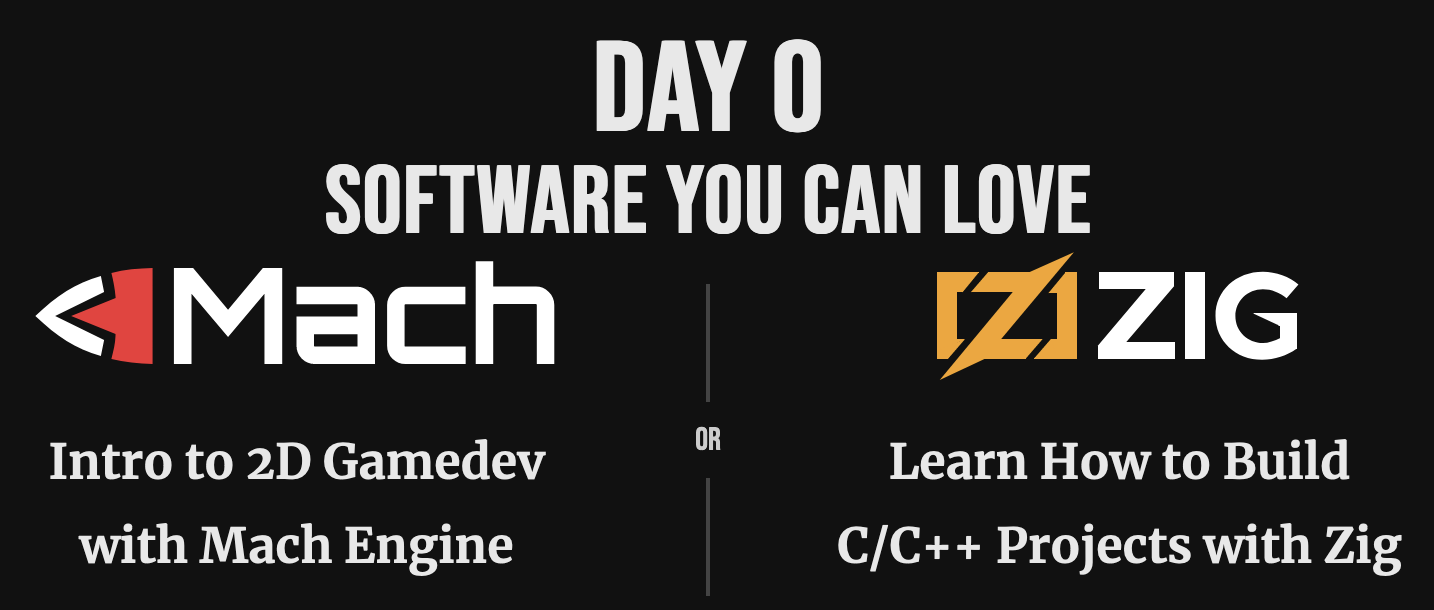 DAY 0
SOFTWARE YOU CAN LOVE
Mach
Intro to 2D Gamedev
with Mach Engine
OR
Z ZIG
Learn How to Build
C/C++ Projects with Zig